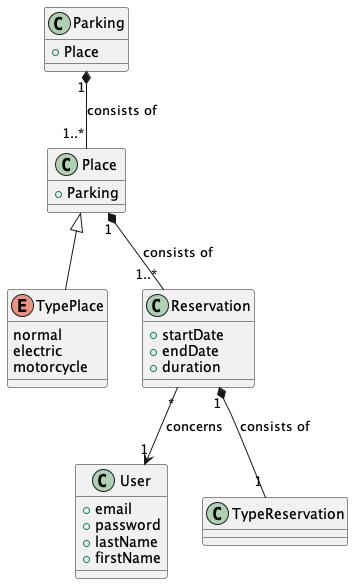 C Parking
+ Place
1
consists of
1..*
C Place
+ Parking
1
consists of
1..*
E TypePlace
normal
electric
motorcycle
C Reservation
+ startDate
+ endDate
+ duration
* 1
concerns consists of
1 1
C User
+ email
+ password
+ lastName
+ firstName
C TypeReservation